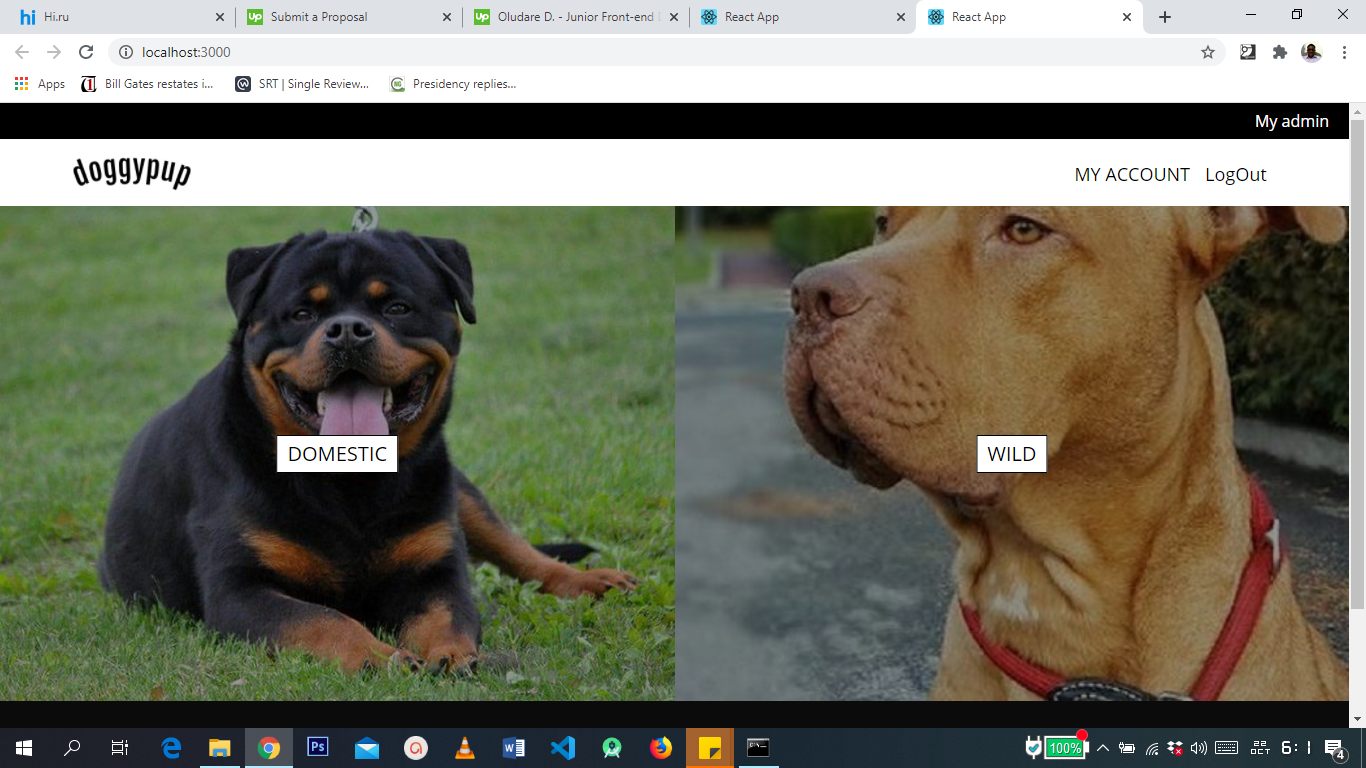 Hi.ru
Submit a Proposal
Oludare D. - Junior Front-end
React App
React App
localhost:3000
Apps
Bill Gates restates i...
SRT | Single Review...
Presidency replies...
My admin
doggypup
MY ACCOUNT LogOut
DOMESTIC
WILD
100%
4